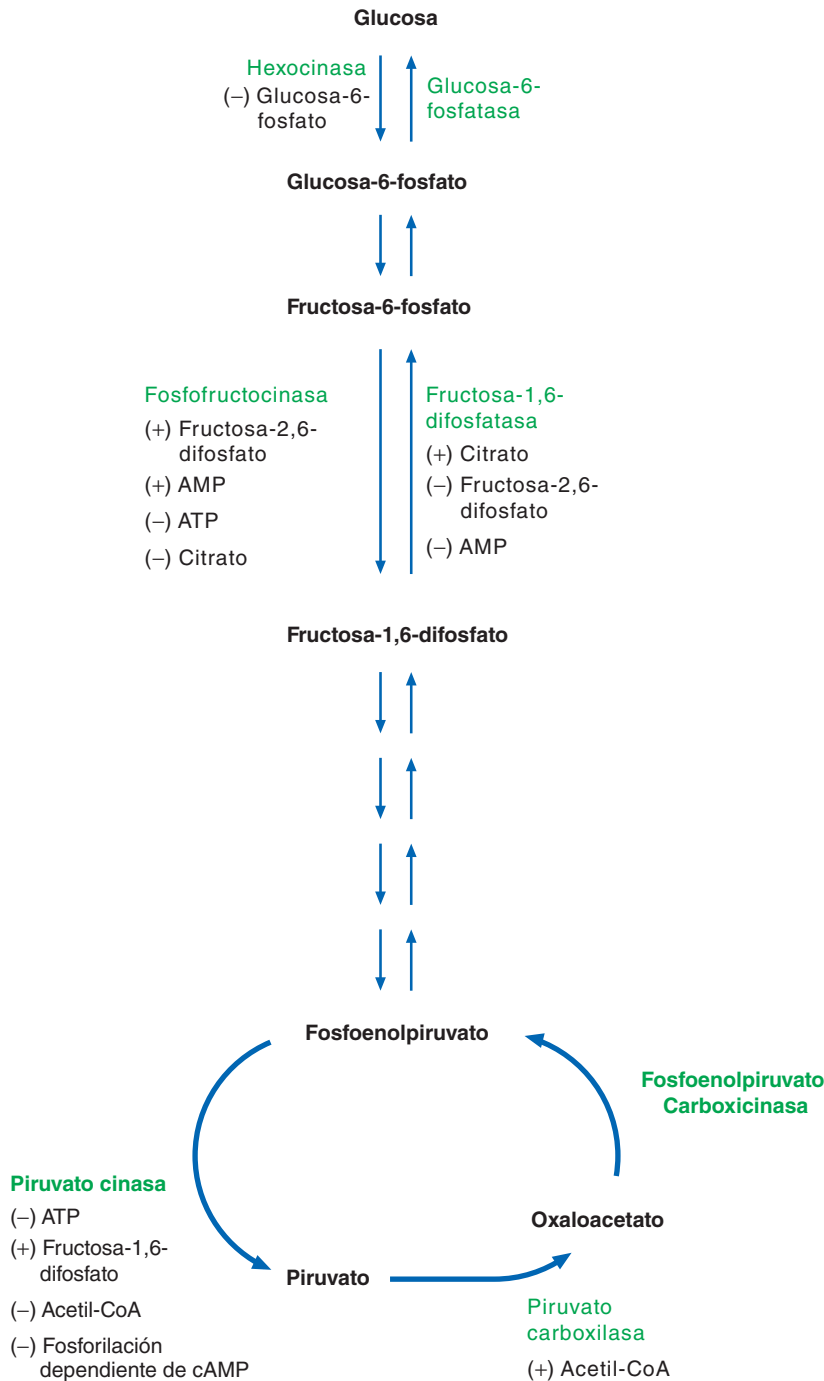 Glucosa
Hexocinasa
(–) Glucosa-6-
fosfato
Glucosa-6-
fosfatasa
Glucosa-6-fosfato
Fructosa-6-fosfato
Fosfofructocinasa
(+) Fructosa-2,6-
difosfato
(+) AMP
(–) ATP
(–) Citrato
Fructosa-1,6-
difosfatasa
(+) Citrato
(–) Fructosa-2,6-
difosfato
(–) AMP
Fructosa-1,6-difosfato
Fosfoenolpiruvato
Fosfoenolpiruvato
Carboxicinasa
Piruvato cinasa
(–) ATP
(+) Fructosa-1,6-
difosfato
(–) Acetil-CoA
(–) Fosforilación
dependiente de cAMP
Piruvato
Oxaloacetato
Piruvato
carboxilasa
(+) Acetil-CoA